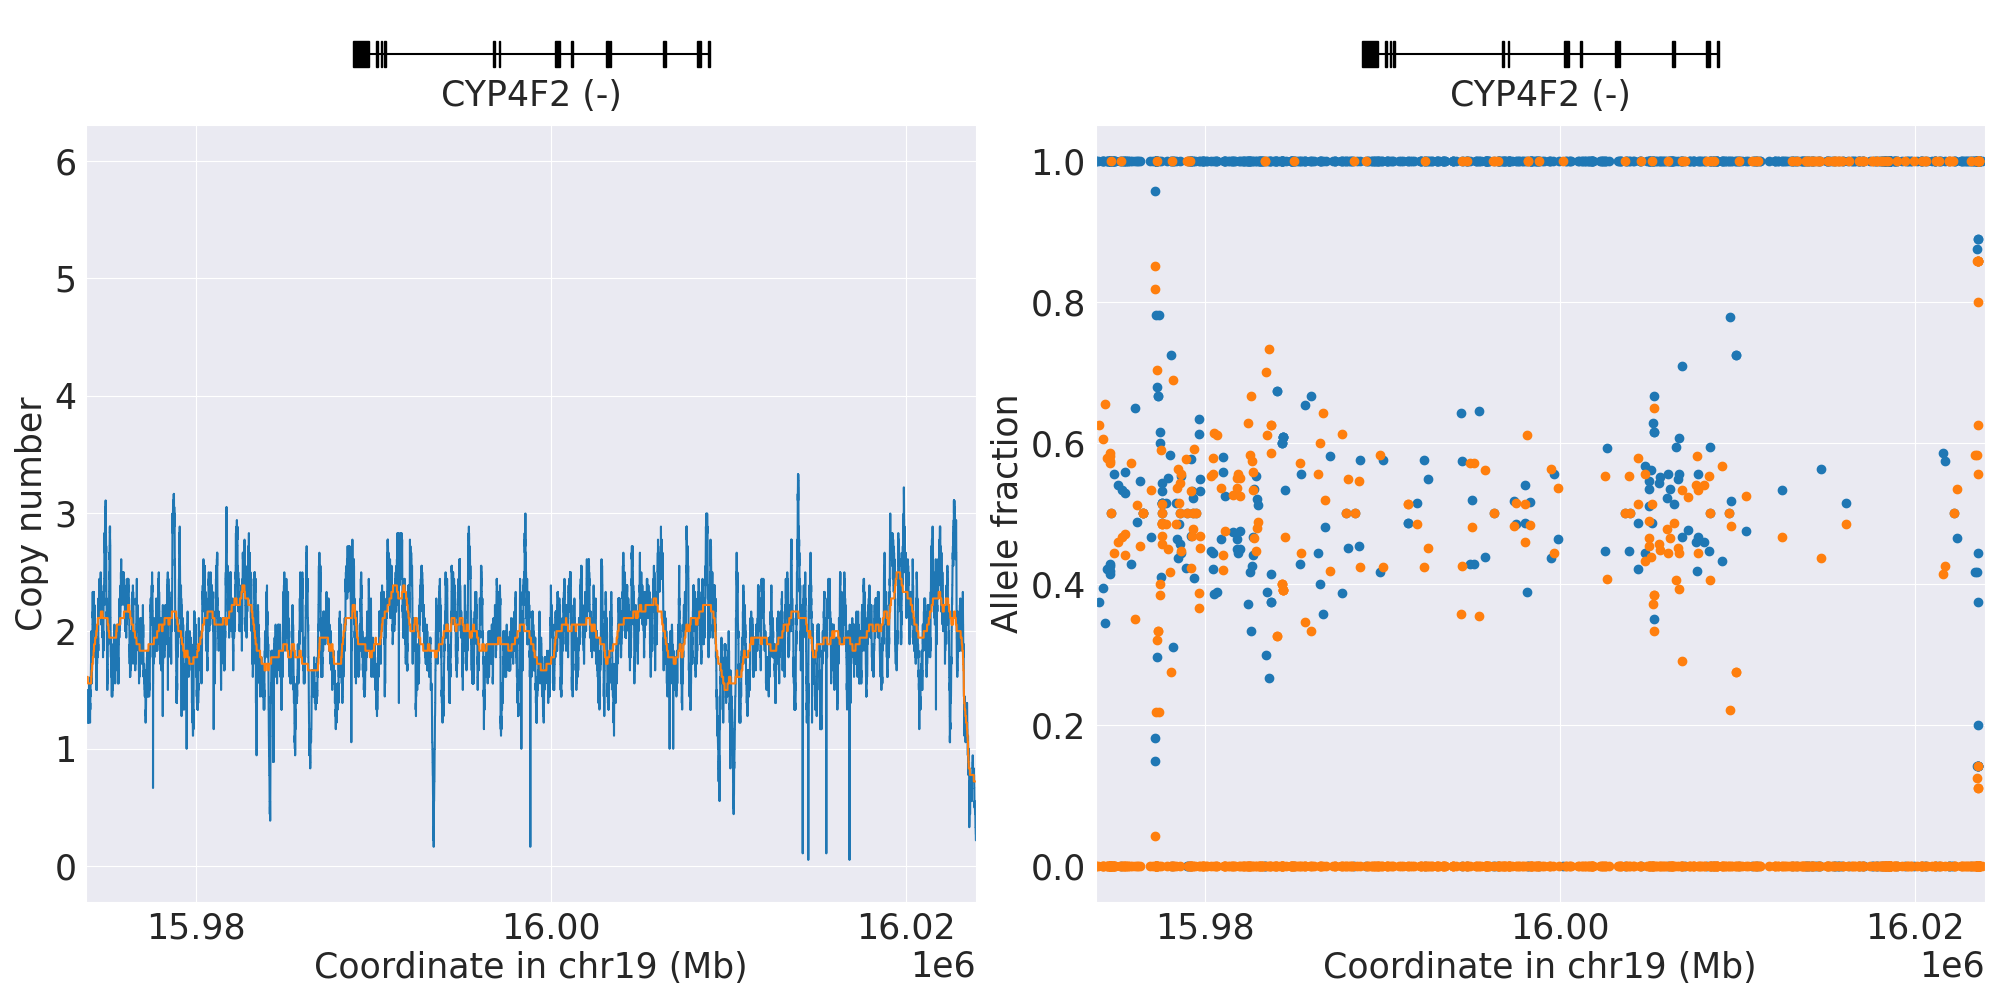 CYP4F2 (-)
6
5
4
3
2
1
0
Copy number
15.98
16.00
16.02
Coordinate in chr19 (Mb)
1e6
CYP4F2 (-)
1.0
0.8
0.6
0.4
0.2
0.0
Allele fraction
15.98
16.00
16.02
Coordinate in chr19 (Mb)
1e6